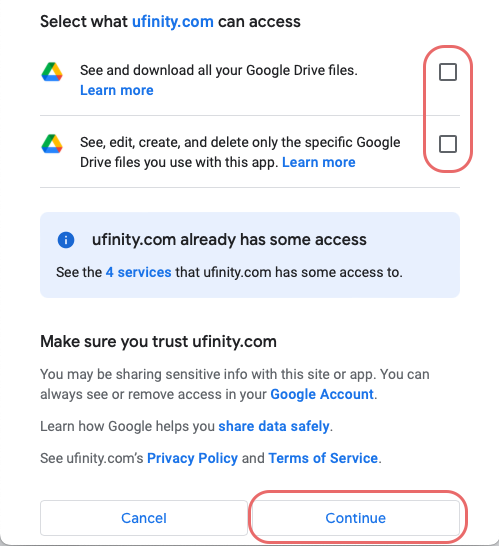 Select what ufinity.com can access
See and download all your Google Drive files.
Learn more
See, edit, create, and delete only the specific Google
Drive files you use with this app. Learn more
ufinity.com already has some access
See the 4 services that ufinity.com has some access to.
Make sure you trust ufinity.com
You may be sharing sensitive info with this site or app. You can
always see or remove access in your Google Account.
Learn how Google helps you share data safely.
See ufinity.com’s Privacy Policy and Terms of Service.
Cancel
Continue